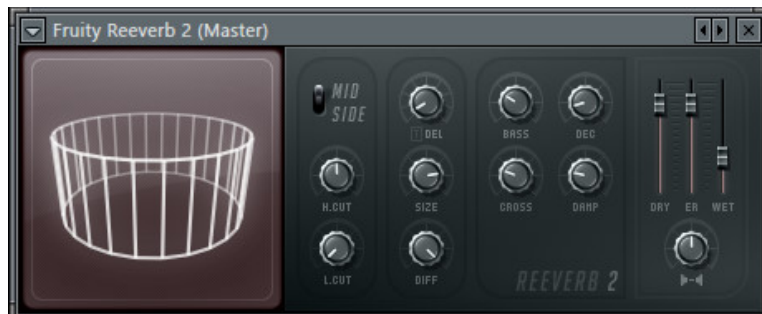 Fruity Reeverb 2 (Master)
MID
SIDE
T DEL
BASS
DEC
H.CUT
SIZE
CROSS
DAMP
DRY
ER
WET
L.CUT
DIFF
REEVERB 2